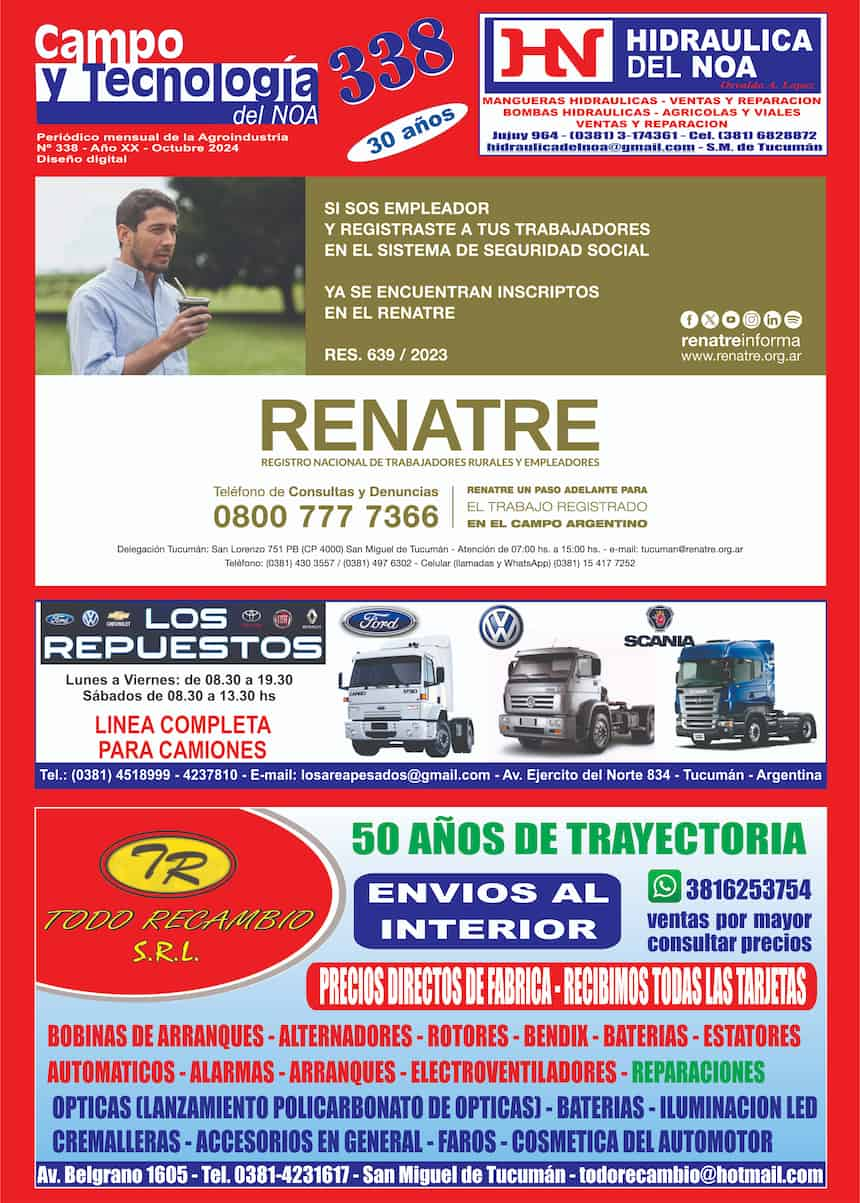 Campo
y Tecnología
del NOA
338
30 años
Periódico mensual de la Agroindustria
Nº 338 - Año XX - Octubre 2024
Diseño digital
HN HIDRAULICA
DEL NOA
Osvaldo A. Lopez
MANGUERAS HIDRAULICAS - VENTAS Y REPARACION
BOMBAS HIDRAULICAS - AGRICOLAS Y VIALES
VENTAS Y REPARACION
Jujuy 964 - (0381) 3-174361 - Cel. (381) 6828872
hidraulicadelnoa@gmail.com - S.M. de Tucumán
SI SOS EMPLEADOR
Y REGISTRASTE A TUS TRABAJADORES
EN EL SISTEMA DE SEGURIDAD SOCIAL
YA SE ENCUENTRAN INSCRIPTOS
EN EL RENATRE
RES. 639 / 2023
renatreinforma
www.renatre.org.ar
RENATRE
REGISTRO NACIONAL DE TRABAJADORES RURALES Y EMPLEADORES
Teléfono de Consultas y Denuncias
0800 777 7366
RENATRE UN PASO ADELANTE PARA
EL TRABAJO REGISTRADO
EN EL CAMPO ARGENTINO
Delegación Tucumán: San Lorenzo 751 PB (CP 4000) San Miguel de Tucumán - Atención de 07:00 hs. a 15:00 hs. - e-mail: tucuman@renatre.org.ar
Teléfono: (0381) 430 3557 / (0381) 497 6302 - Celular (llamadas y WhatsApp) (0381) 15 417 7252
Ford CHEVROLET LOS TOYOTA FIAT RENAULT
REPUESTOS
Lunes a Viernes: de 08.30 a 19.30
Sábados de 08.30 a 13.30 hs
LINEA COMPLETA
PARA CAMIONES
Ford
SCANIA
Tel.: (0381) 4518999 - 4237810 - E-mail: losareapesados@gmail.com - Av. Ejercito del Norte 834 - Tucumán - Argentina
TR
TODO RECAMBIO
S.R.L.
50 AÑOS DE TRAYECTORIA
ENVIOS AL
INTERIOR
3816253754
ventas por mayor
consultar precios
PRECIOS DIRECTOS DE FABRICA - RECIBIMOS TODAS LAS TARJETAS
BOBINAS DE ARRANQUES - ALTERNADORES - ROTORES - BENDIX - BATERIAS - ESTATORES
AUTOMATICOS - ALARMAS - ARRANQUES - ELECTROVENTILADORES - REPARACIONES
OPTICAS (LANZAMIENTO POLICARBONATO DE OPTICAS) - BATERIAS - ILUMINACION LED
CREMALLERAS - ACCESORIOS EN GENERAL - FAROS - COSMETICA DEL AUTOMOTOR
Av. Belgrano 1605 - Tel. 0381-4231617 - San Miguel de Tucumán - todorecambio@hotmail.com